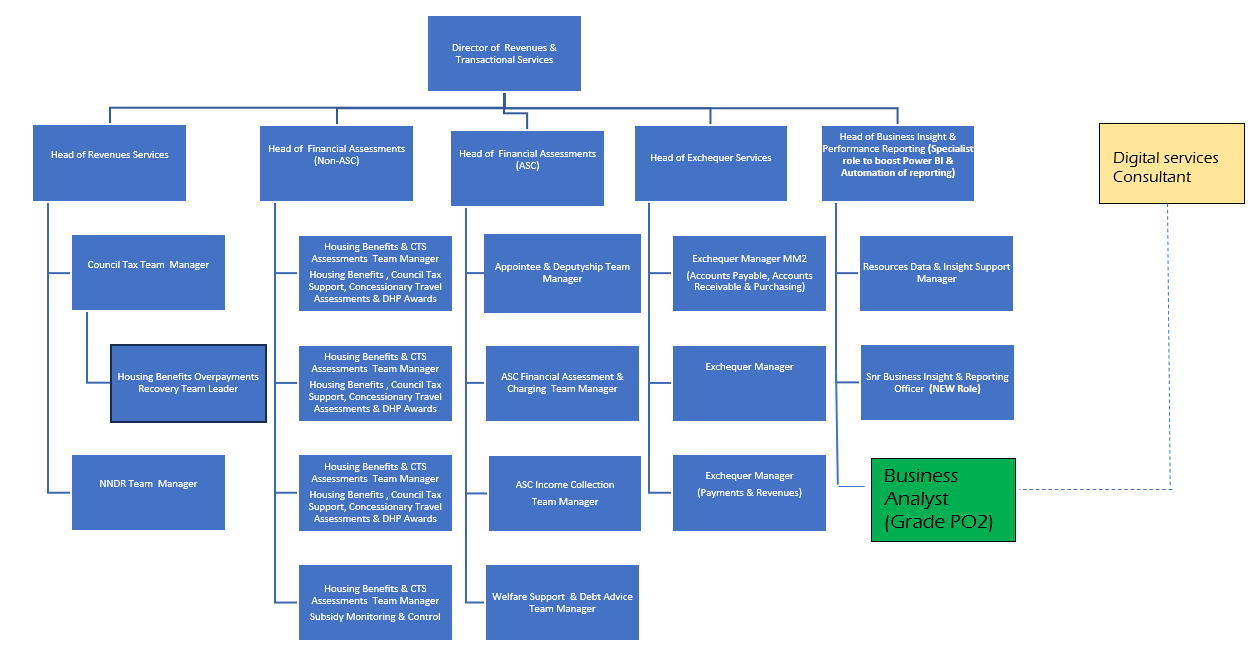 Director of Revenues &
Transactional Services
Head of Revenues Services
Head of Financial Assessments
(Non-ASC)
Head of Financial Assessments
(ASC)
Head of Exchequer Services
Head of Business Insight &
Performance Reporting (Specialist
role to boost Power BI &
Automation of reporting)
Digital services
Consultant
Council Tax Team Manager
Housing Benefits Overpayments
Recovery Team Leader
NNDR Team Manager
Housing Benefits & CTS
Assessments Team Manager
Housing Benefits , Council Tax
Support, Concessionary Travel
Assessments & DHP Awards
Housing Benefits & CTS
Assessments Team Manager
Housing Benefits , Council Tax
Support, Concessionary Travel
Assessments & DHP Awards
Housing Benefits & CTS
Assessments Team Manager
Housing Benefits , Council Tax
Support, Concessionary Travel
Assessments & DHP Awards
Housing Benefits & CTS
Assessments Team Manager
Subsidy Monitoring & Control
Appointee & Deputyship Team
Manager
ASC Financial Assessment &
Charging Team Manager
ASC Income Collection
Team Manager
Welfare Support & Debt Advice
Team Manager
Exchequer Manager MM2
(Accounts Payable, Accounts
Receivable & Purchasing)
Exchequer Manager
Exchequer Manager
(Payments & Revenues)
Resources Data & Insight Support
Manager
Snr Business Insight & Reporting
Officer (NEW Role)
Business
Analyst
(Grade PO2)